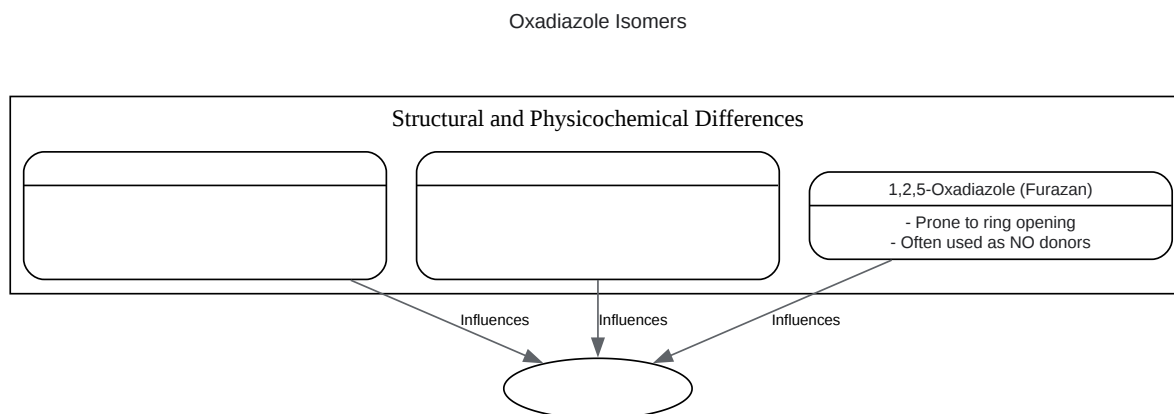 Oxadiazole Isomers
Structural and Physicochemical Differences
1,2,5-Oxadiazole (Furazan)
- Prone to ring opening
- Often used as NO donors
Influences
Influences
Influences